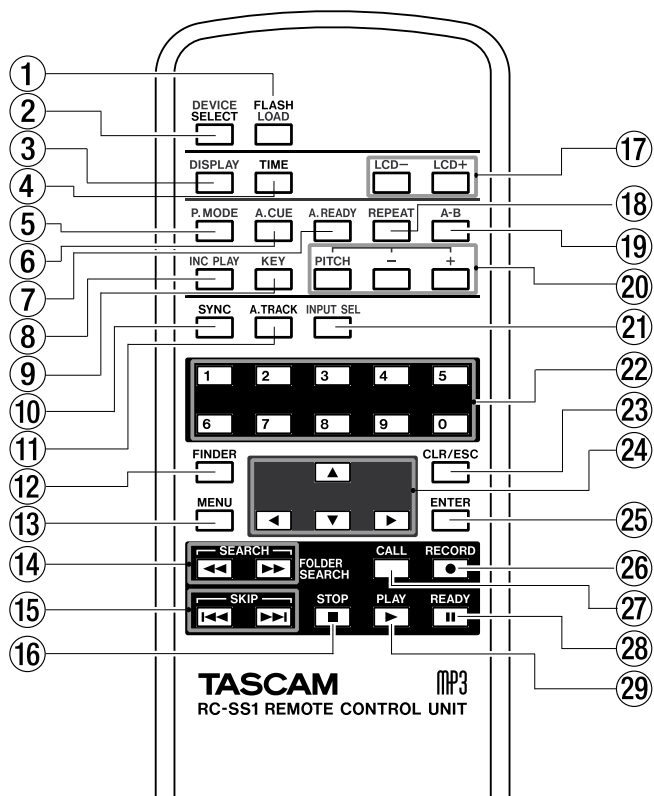 1
DEVICE FLASH
SELECT LOAD
2
3
DISPLAY TIME LCD− LCD+
17
4
18
5
P.MODE A.CUE A.READY REPEAT A-B
6
19
7
INC PLAY KEY PITCH − +
20
8
SYNC A.TRACK INPUT SEL
21
9
1 2 3 4 5
22
10
6 7 8 9 0
23
11
FINDER CLR/ESC
24
12
MENU ENTER
25
13
SEARCH CALL RECORD
14
FOLDER
SEARCH
26
15
SKIP STOP PLAY READY
27
16
28
TASCAM MP3
29
RC-SS1 REMOTE CONTROL UNIT